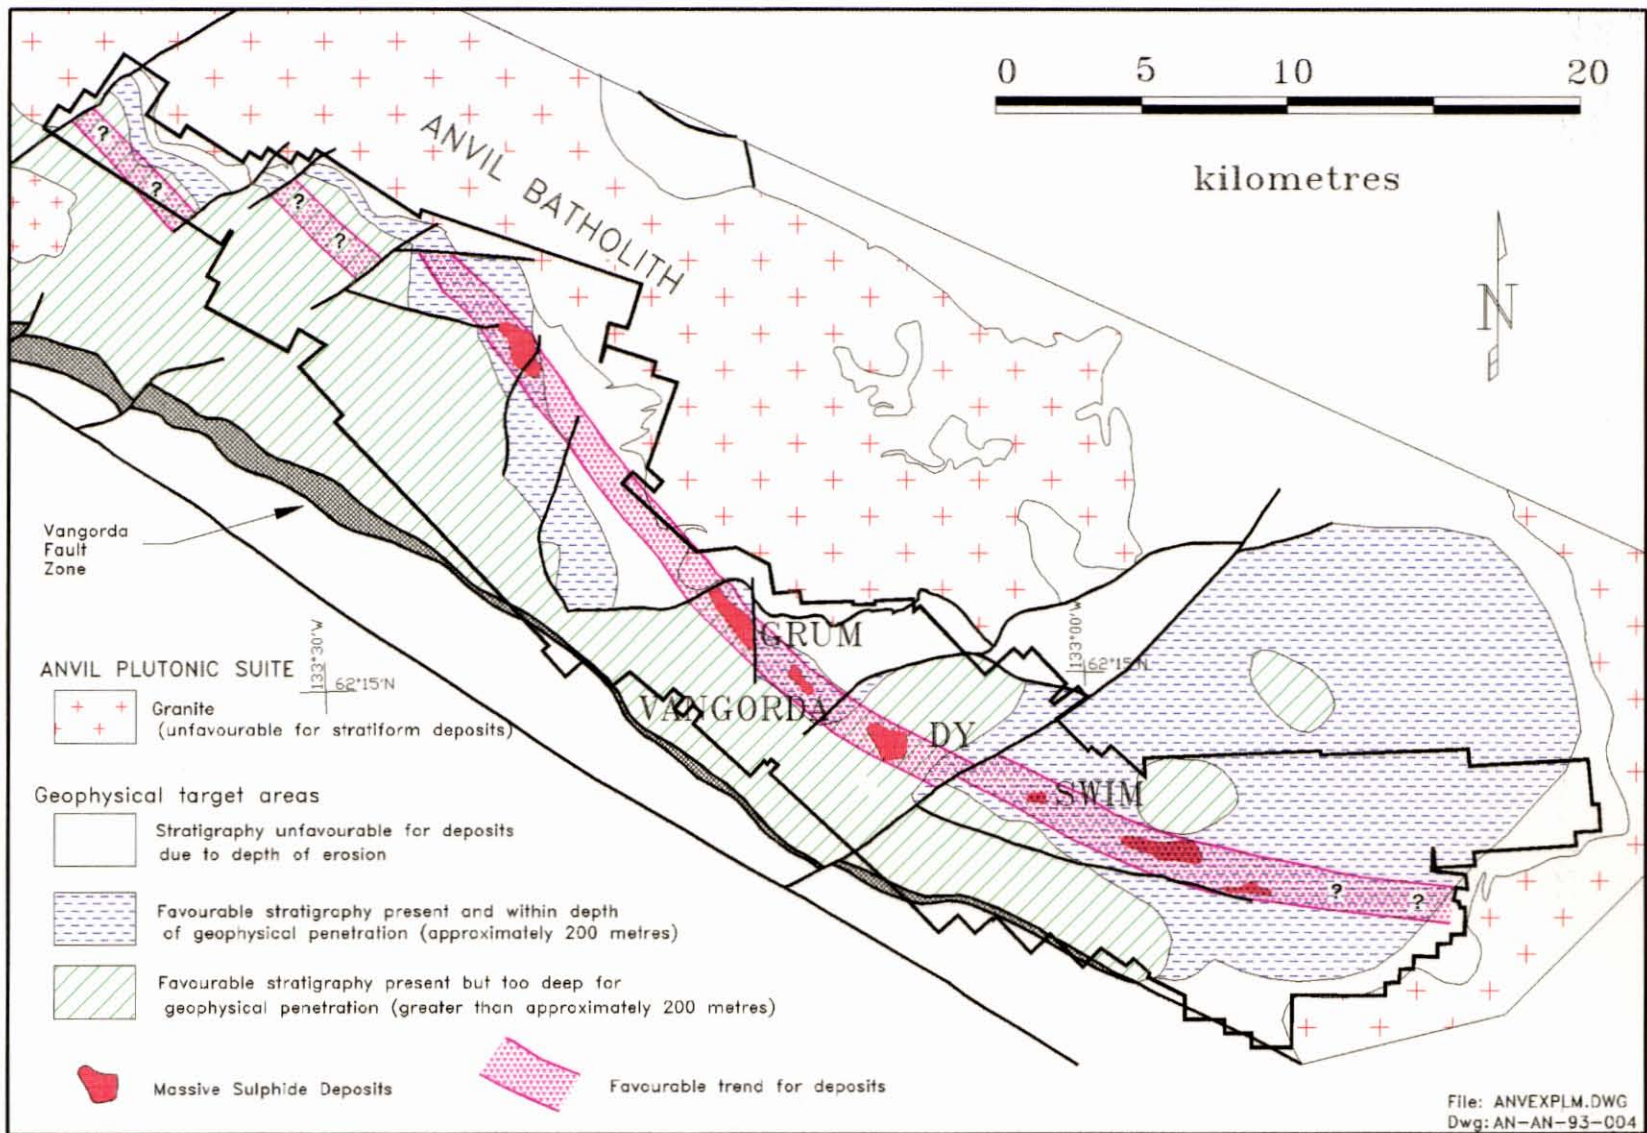 0 5 10 20
kilometres
ANVIL BATHOLITH
N
?
?
?
?
Vangorda
Fault
Zone
GRUM
VANGORDA
DY
SWIM
?
?
133°30'W
62°15'N
133°00'W
62°15'N
ANVIL PLUTONIC SUITE
Granite
(unfavourable for stratiform deposits)
Geophysical target areas
Stratigraphy unfavourable for deposits
due to depth of erosion
Favourable stratigraphy present and within depth
of geophysical penetration (approximately 200 metres)
Favourable stratigraphy present but too deep for
geophysical penetration (greater than approximately 200 metres)
Massive Sulphide Deposits
Favourable trend for deposits
File: ANVEXPLM.DWG
Dwg: AN-AN-93-004